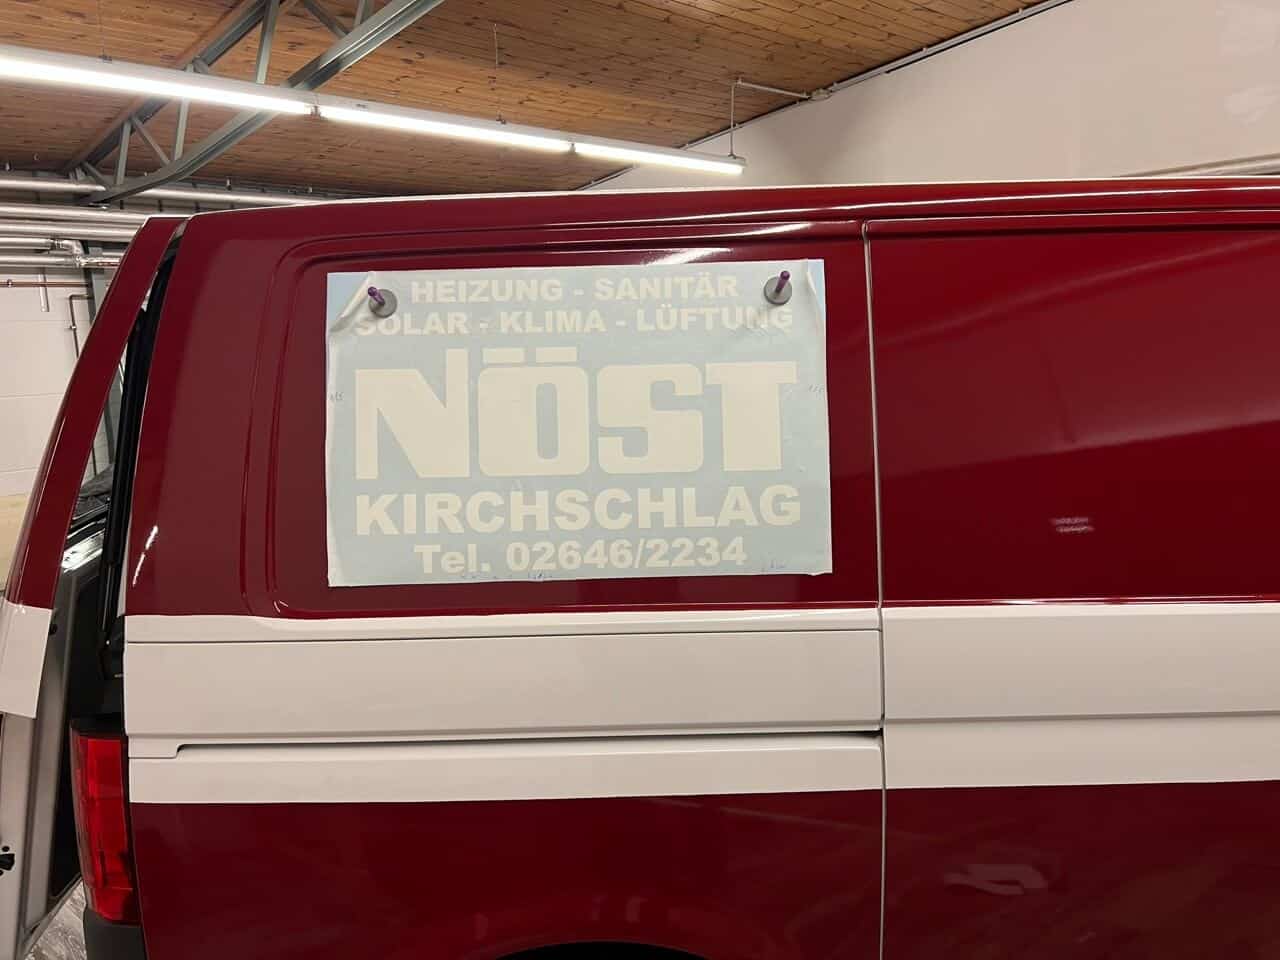 HEIZUNG - SANITÄR
SOLAR - KLIMA - LÜFTUNG
NÖST
KIRCHSCHLAG
Tel. 02646/2234